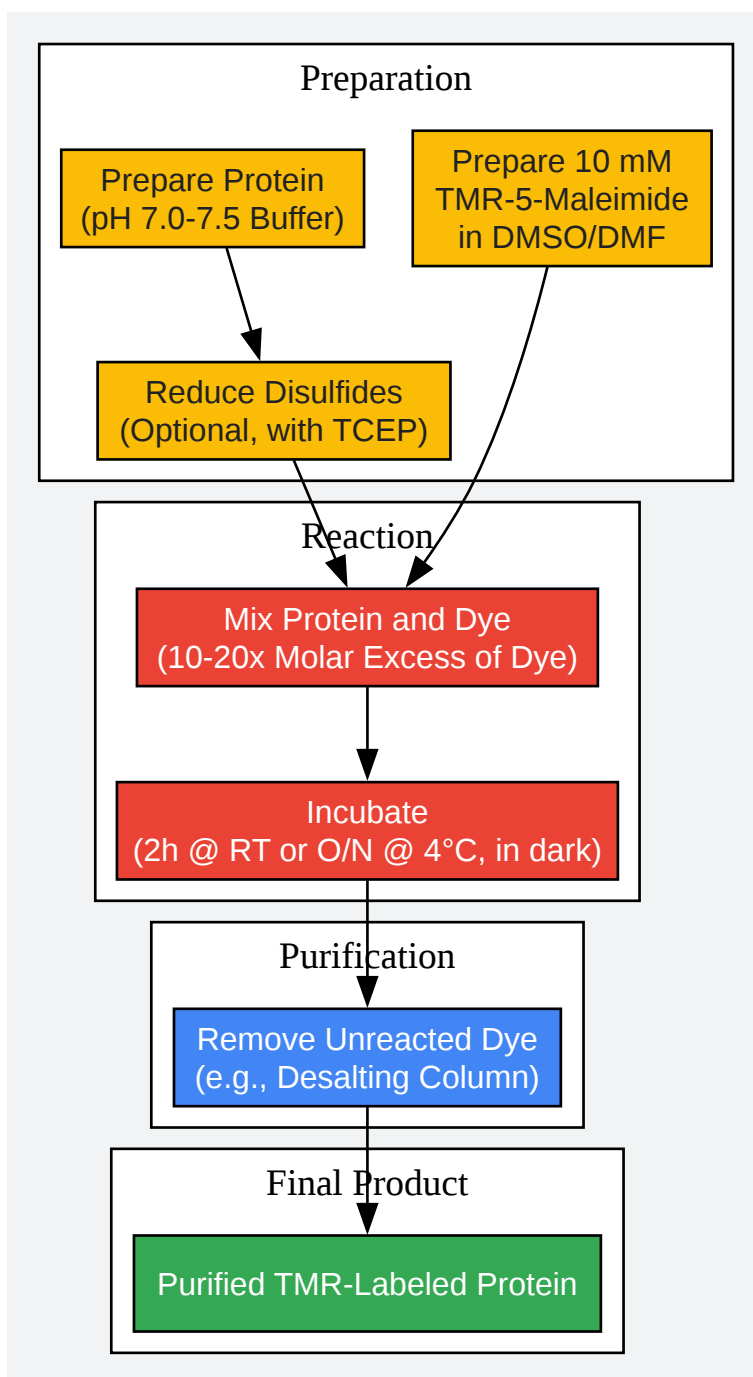 Preparation
Prepare Protein
(pH 7.0-7.5 Buffer)
Prepare 10 mM
TMR-5-Maleimide
in DMSO/DMF
Reduce Disulfides
(Optional, with TCEP)
Reaction
Mix Protein and Dye
(10-20x Molar Excess of Dye)
Incubate
(2h @ RT or O/N @ 4°C, in dark)
Purification
Remove Unreacted Dye
(e.g., Desalting Column)
Final Product
Purified TMR-Labeled Protein